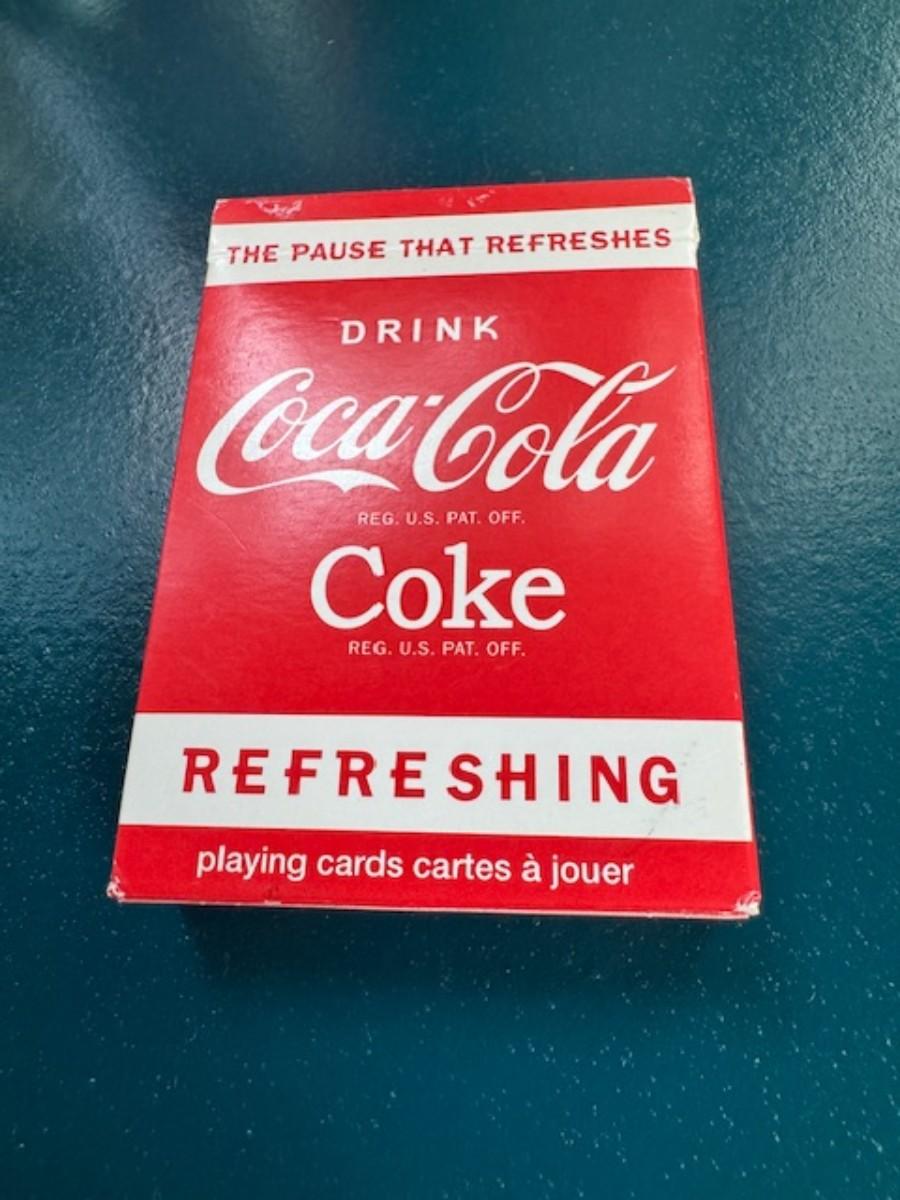 THE PAUSE THAT REFRESHES
DRINK
Coca-Cola
REG. U.S. PAT. OFF.
Coke
REG. U.S. PAT. OFF.
REFRESHING
playing cards cartes à jouer